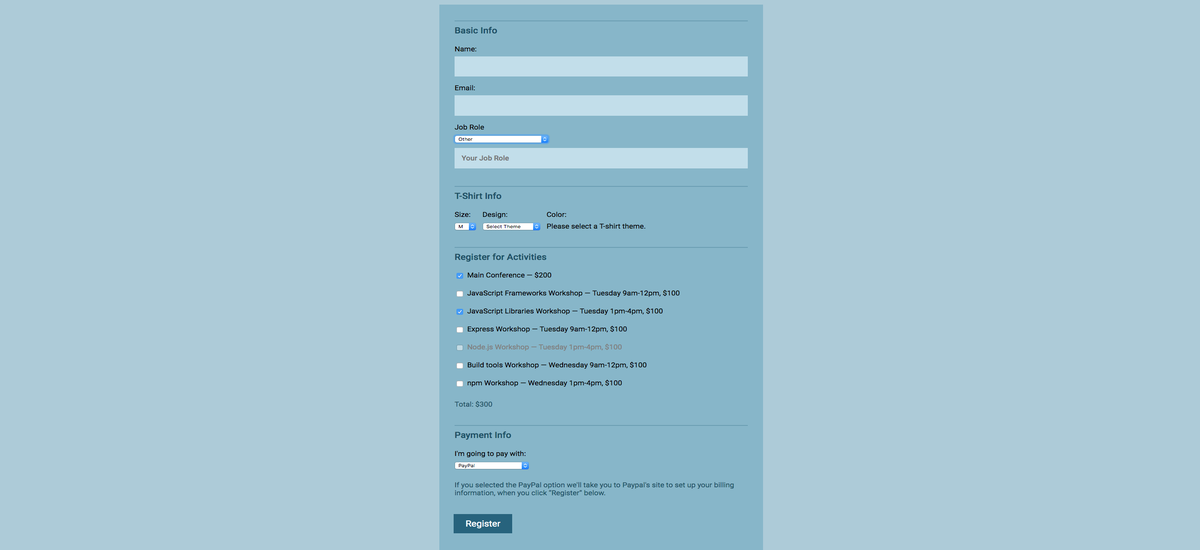 Basic Info
Name:
Email:
Job Role
Other
Your Job Role
T-Shirt Info
Size: Design: Color:
M Select Theme Please select a T-shirt theme.
Register for Activities
Main Conference — $200
JavaScript Frameworks Workshop — Tuesday 9am-12pm, $100
JavaScript Libraries Workshop — Tuesday 1pm-4pm, $100
Express Workshop — Tuesday 9am-12pm, $100
Node.js Workshop — Tuesday 1pm-4pm, $100
Build tools Workshop — Wednesday 9am-12pm, $100
npm Workshop — Wednesday 1pm-4pm, $100
Total: $300
Payment Info
I'm going to pay with:
PayPal
If you selected the PayPal option we'll take you to Paypal's site to set up your billing
information, when you click "Register" below.
Register